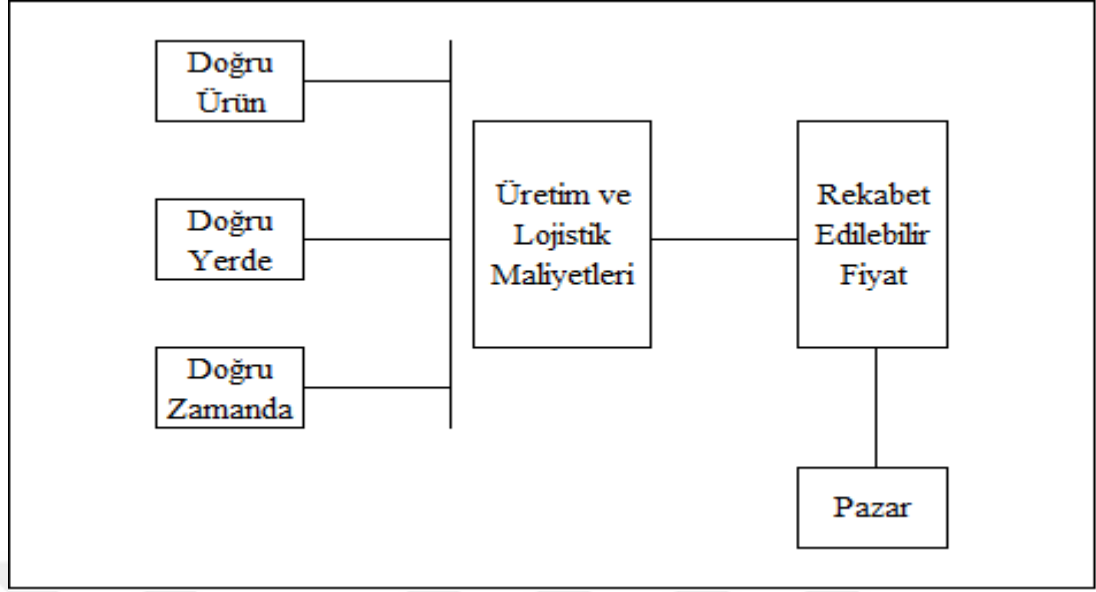 Doğru
Ürün
Doğru
Yerde
Doğru
Zamanda
Üretim ve
Lojistik
Maliyetleri
Rekabet
Edilebilir
Fiyat
Pazar